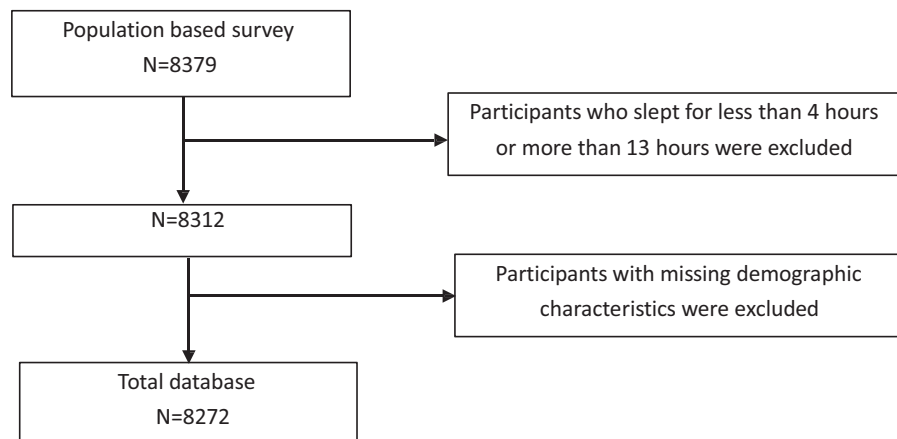 Population based survey
N=8379
Participants who slept for less than 4 hours
or more than 13 hours were excluded
N=8312
Participants with missing demographic
characteristics were excluded
Total database
N=8272